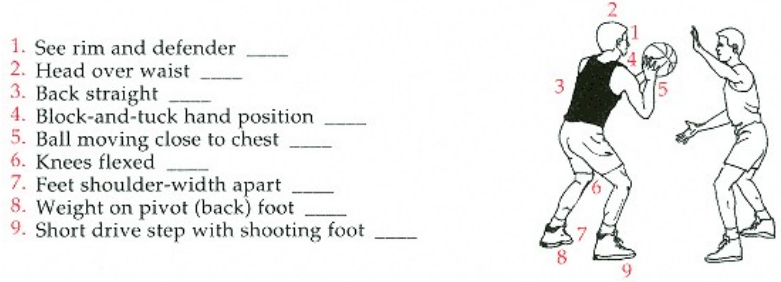 1. See rim and defender ____
2. Head over waist ____
3. Back straight ____
4. Block-and-tuck hand position ____
5. Ball moving close to chest ____
6. Knees flexed ____
7. Feet shoulder-width apart ____
8. Weight on pivot (back) foot ____
9. Short drive step with shooting foot ____
2
1
4
3
5
6
7
8
9